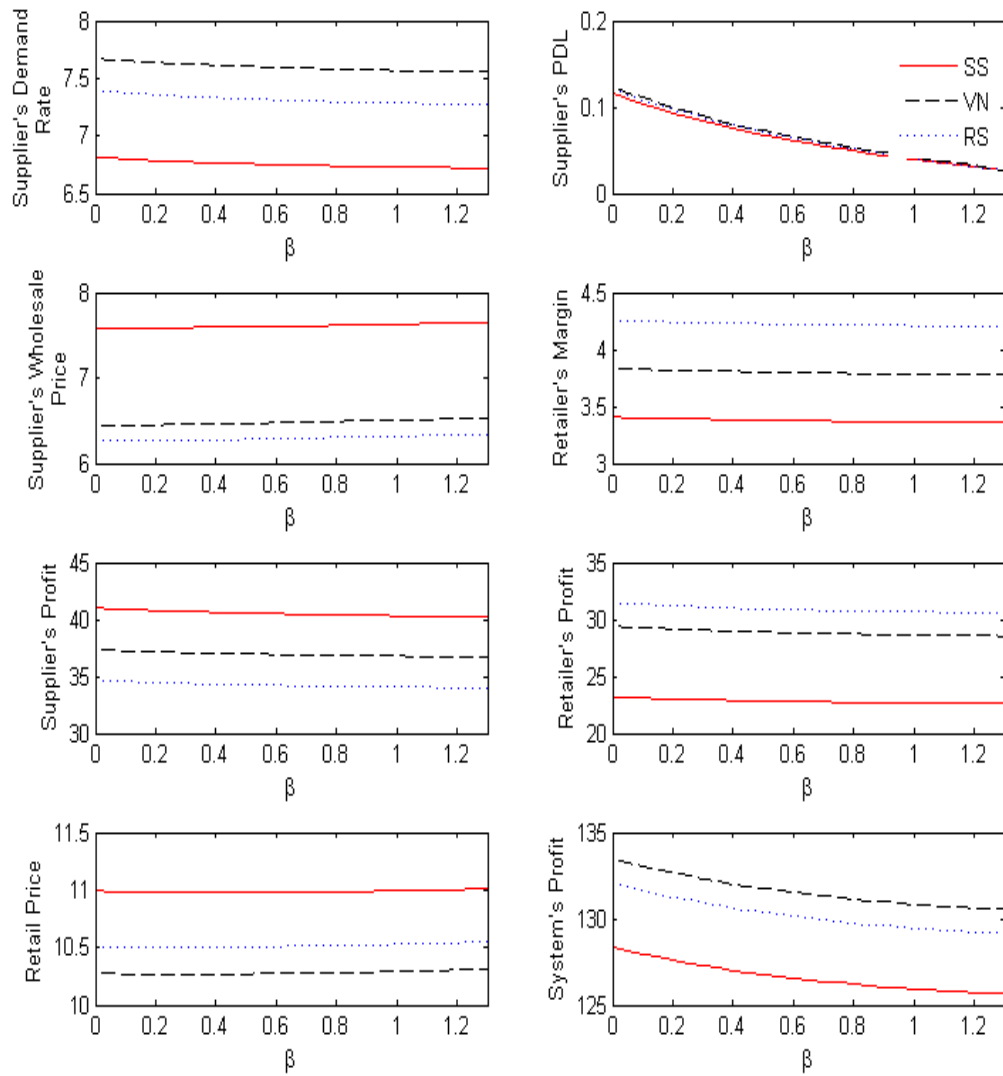 Supplier's Demand
Rate
8
7.5
7
6.5
0 0.2 0.4 0.6 0.8 1 1.2
β
Supplier's PDL
0.2
0.1
0
SS
VN
RS
0 0.2 0.4 0.6 0.8 1 1.2
β
Supplier's Wholesale
Price
8
7
6
0 0.2 0.4 0.6 0.8 1 1.2
β
Retailer's Margin
4.5
4
3.5
3
0 0.2 0.4 0.6 0.8 1 1.2
β
Supplier's Profit
45
40
35
30
0 0.2 0.4 0.6 0.8 1 1.2
β
Retailer's Profit
35
30
25
20
0 0.2 0.4 0.6 0.8 1 1.2
β
Retail Price
11.5
11
10.5
10
0 0.2 0.4 0.6 0.8 1 1.2
β
System's Profit
135
130
125
0 0.2 0.4 0.6 0.8 1 1.2
β